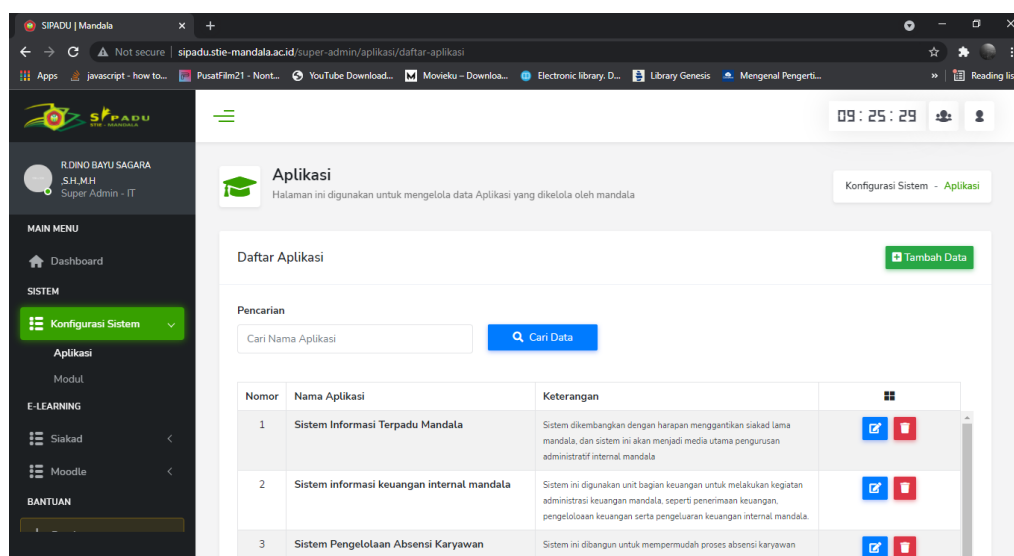 SIPADU | Mandala
Not secure | sipadu.stie-mandala.ac.id/super-admin/aplikasi/daftar-aplikasi
Apps javascript - how to... PusatFilm21 - Nont... YouTube Download... Movieku – Downloa... Electronic library. D... Library Genesis Mengenal Pengerti... » Reading lis
SIPADU
STIE - MANDALA
09:25:29
R.DINO BAYU SAGARA
,S.H.,M.H
Super Admin - IT
Aplikasi
Halaman ini digunakan untuk mengelola data Aplikasi yang dikelola oleh mandala
Konfigurasi Sistem - Aplikasi
MAIN MENU
Dashboard
SISTEM
Konfigurasi Sistem
Aplikasi
Modul
E-LEARNING
Siakad
Moodle
BANTUAN
Daftar Aplikasi
Tambah Data
Pencarian
Cari Nama Aplikasi
Cari Data
Nomor Nama Aplikasi Keterangan
1 Sistem Informasi Terpadu Mandala Sistem dikembangkan dengan harapan menggantikan siakad lama
mandala, dan sistem ini akan menjadi media utama pengurusan
administratif internal mandala
2 Sistem informasi keuangan internal mandala Sistem ini digunakan unit bagian keuangan untuk melakukan kegiatan
administrasi keuangan mandala, seperti penerimaan keuangan,
pengeloloaan keuangan serta pengeluaran keuangan internal mandala.
3 Sistem Pengelolaan Absensi Karyawan Sistem ini dibangun untuk mempermudah proses absensi karyawan